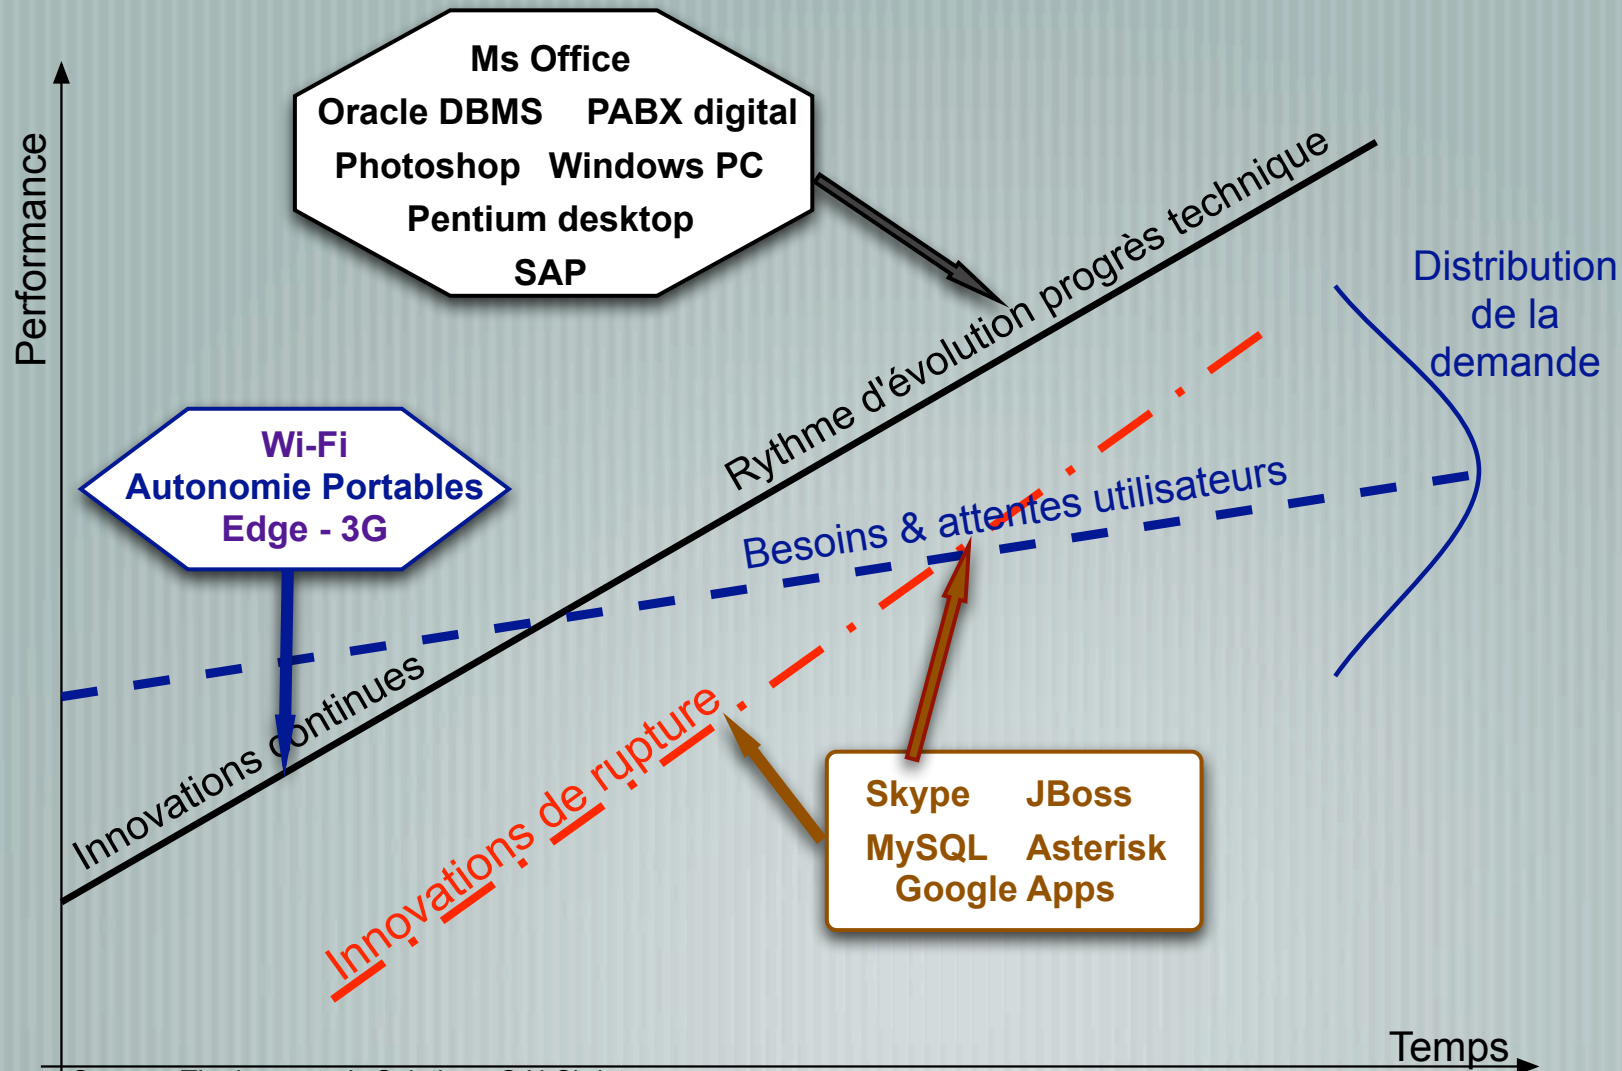 Ms Office
Oracle DBMS PABX digital
Photoshop Windows PC
Pentium desktop
SAP
Performance
Rythme d'évolution progrès technique
Distribution
de la
demande
Wi-Fi
Autonomie Portables
Edge - 3G
Besoins & attentes utilisateurs
Innovations continues
Innovations de rupture
Skype JBoss
MySQL Asterisk
Google Apps
Temps